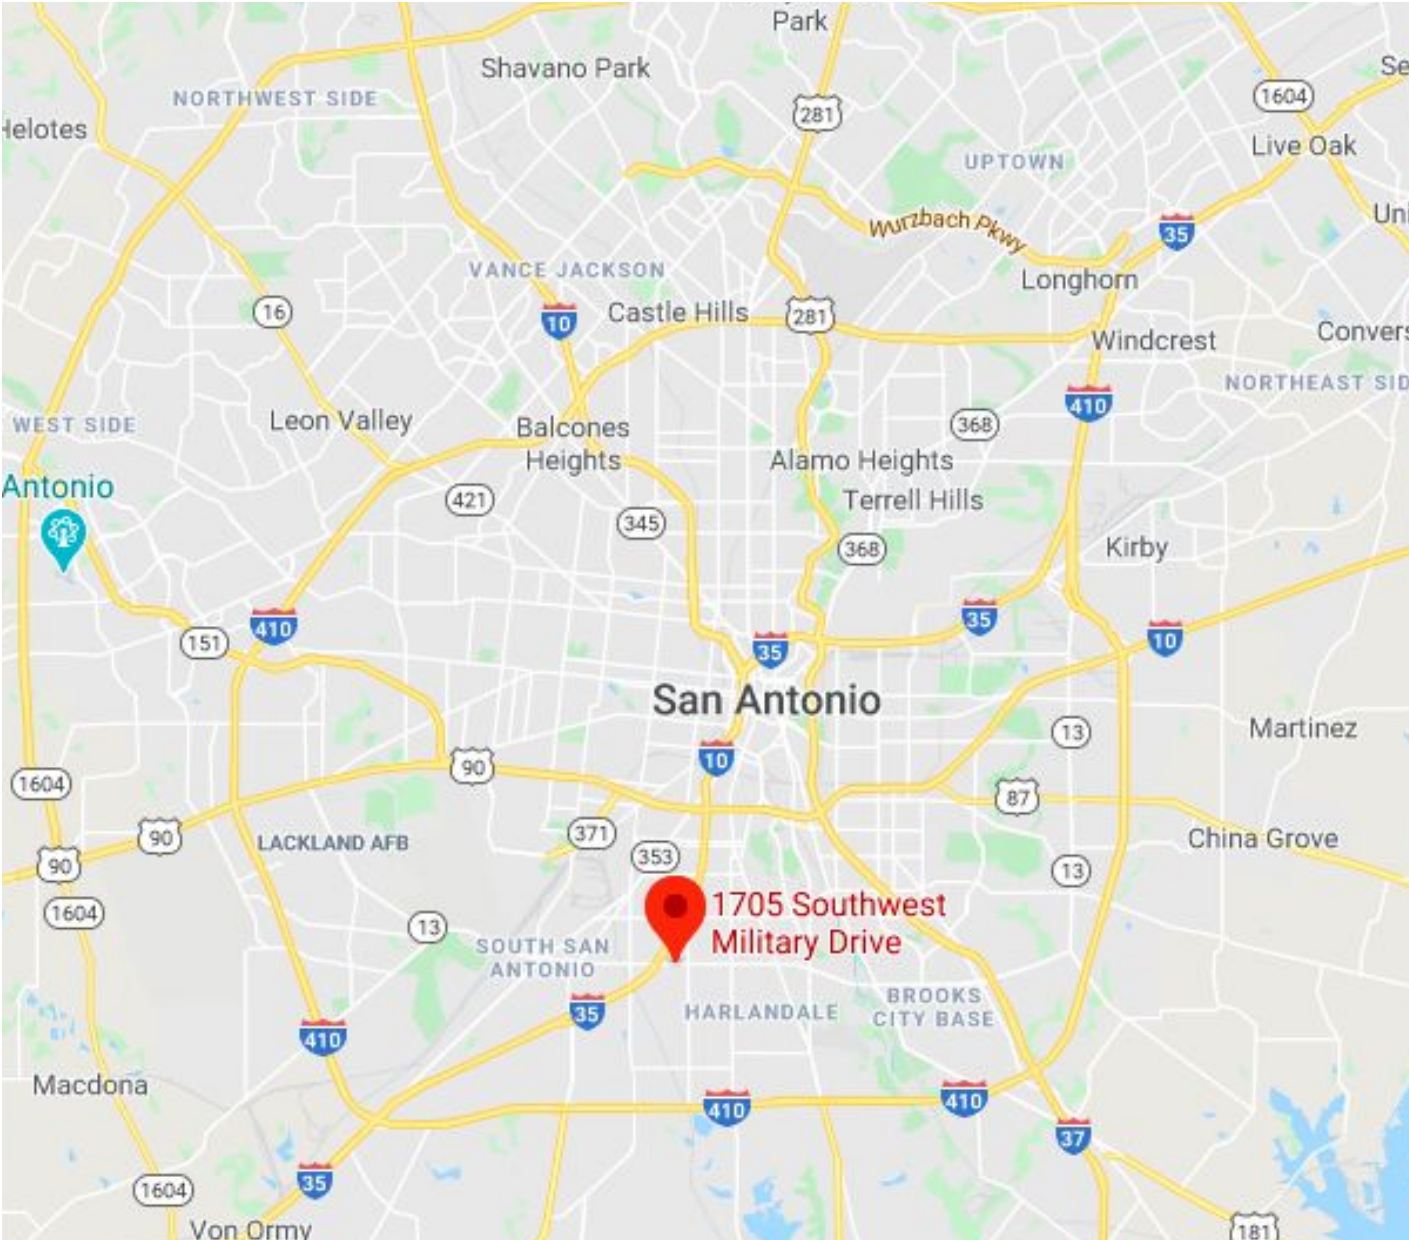 Park
Shavano Park
NORTHWEST SIDE
1604
281
Helotes
Live Oak
UPTOWN
Wurzbach Pkwy
35
VANCE JACKSON
Longhorn
16
Castle Hills
281
10
Windcrest
NORTHEAST SID
410
WEST SIDE
Leon Valley
Balcones
Heights
368
Alamo Heights
Antonio
421
Terrell Hills
345
368
Kirby
410
35
151
35
10
San Antonio
Martinez
13
10
90
1604
87
90
371
China Grove
LACKLAND AFB
353
90
13
1604
1705 Southwest
Military Drive
13
SOUTH SAN
ANTONIO
BROOKS
CITY BASE
35
HARLANDALE
410
Macdona
410
410
37
35
1604
Von Ormy
181